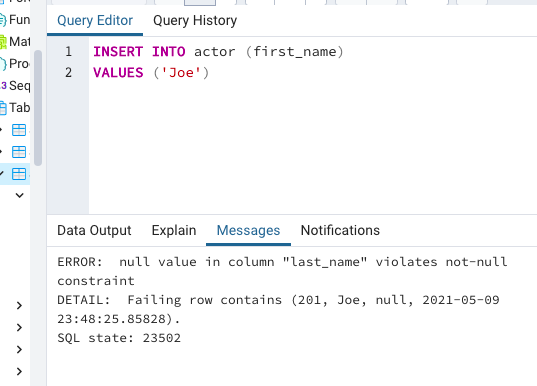 Query Editor Query History
Fun
1 INSERT INTO actor (first_name)
Mat
2 VALUES ('Joe')
Pro
.3 Seq
Tab
Data Output Explain Messages Notifications
ERROR:  null value in column "last_name" violates not-null
constraint
DETAIL:  Failing row contains (201, Joe, null, 2021-05-09
23:48:25.85828).
SQL state: 23502